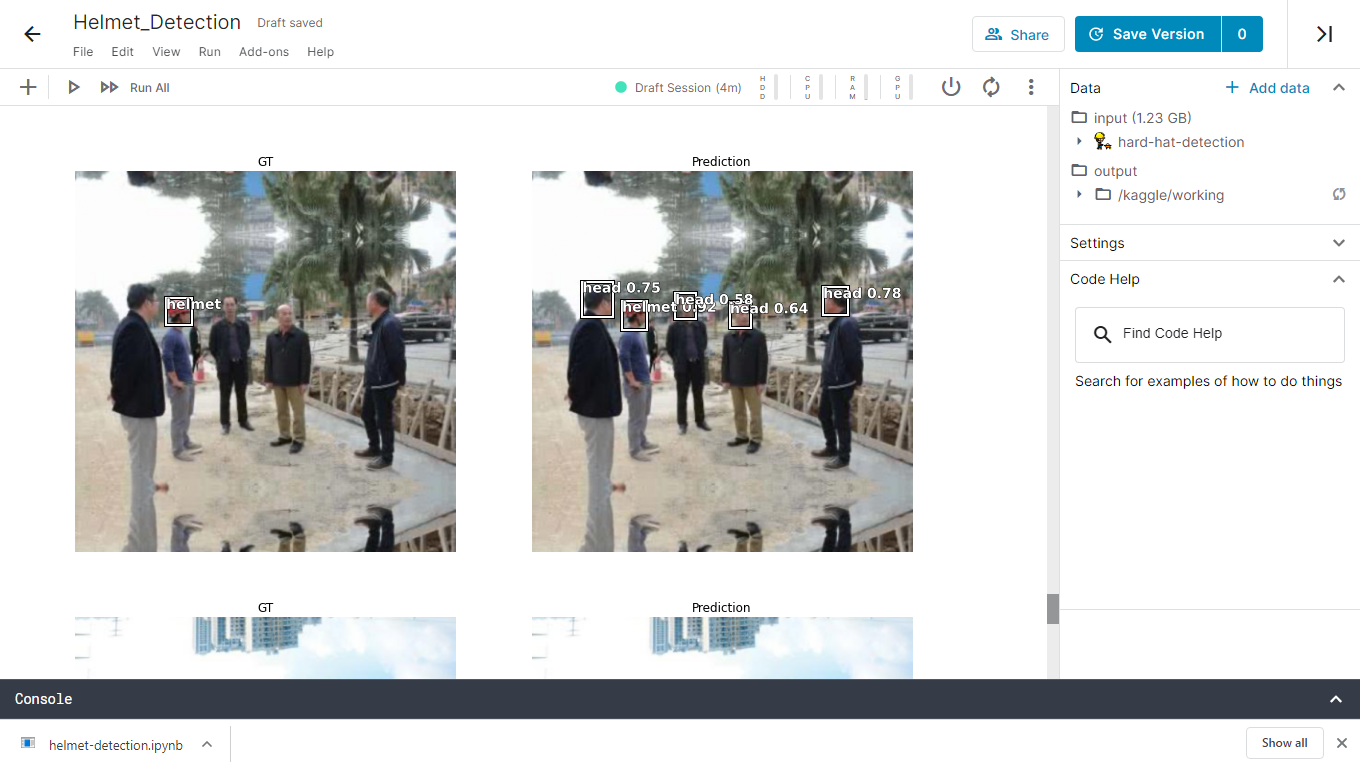 Helmet_Detection Draft saved
File Edit View Run Add-ons Help
Share
Save Version 0
Run All
Draft Session (4m)
HDD
CPU
RAM
GPU
GT
Prediction
helmet
head 0.75
helmet 0.92
head 0.58
head 0.64
head 0.78
GT
Prediction
Data
Add data
input (1.23 GB)
hard-hat-detection
output
/kaggle/working
Settings
Code Help
Find Code Help
Search for examples of how to do things
Console
helmet-detection.ipynb
Show all